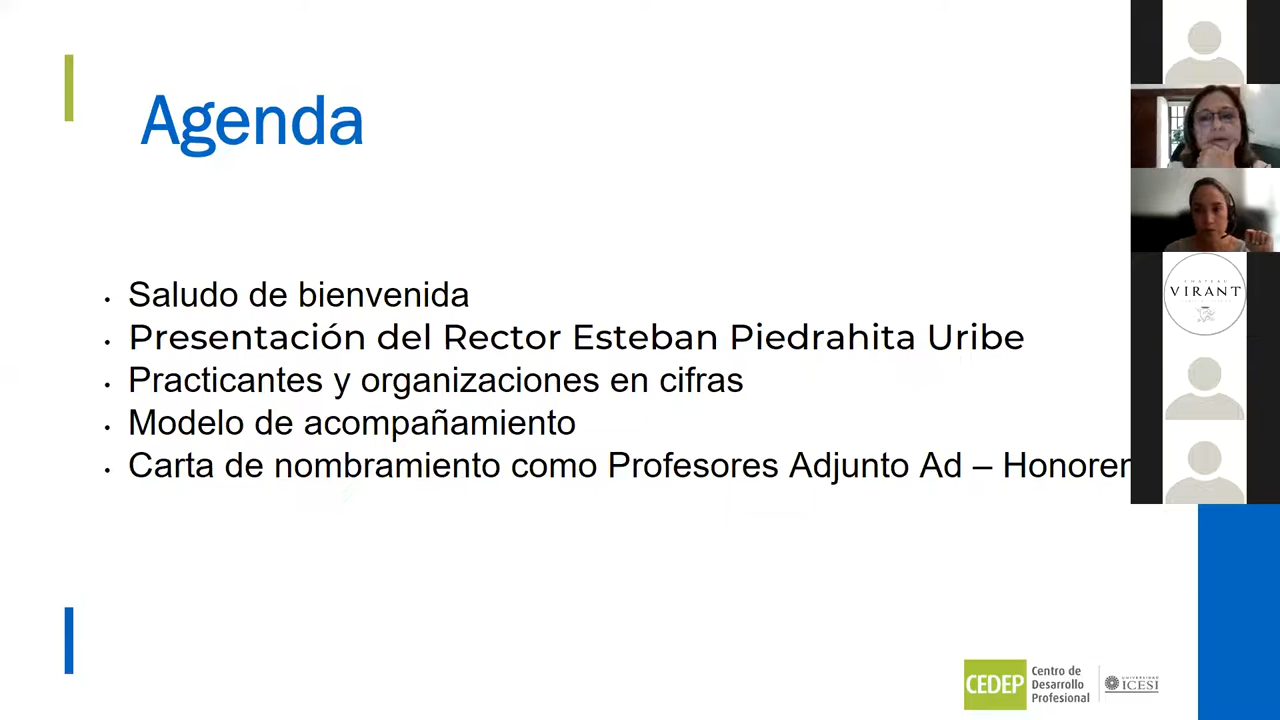 Agenda
• Saludo de bienvenida
• Presentación del Rector Esteban Piedrahita Uribe
• Practicantes y organizaciones en cifras
• Modelo de acompañamiento
• Carta de nombramiento como Profesores Adjunto Ad – Honorer
VIRANT
CEDEP
Centro de
Desarrollo
Profesional
UNIVERSIDAD
ICESI